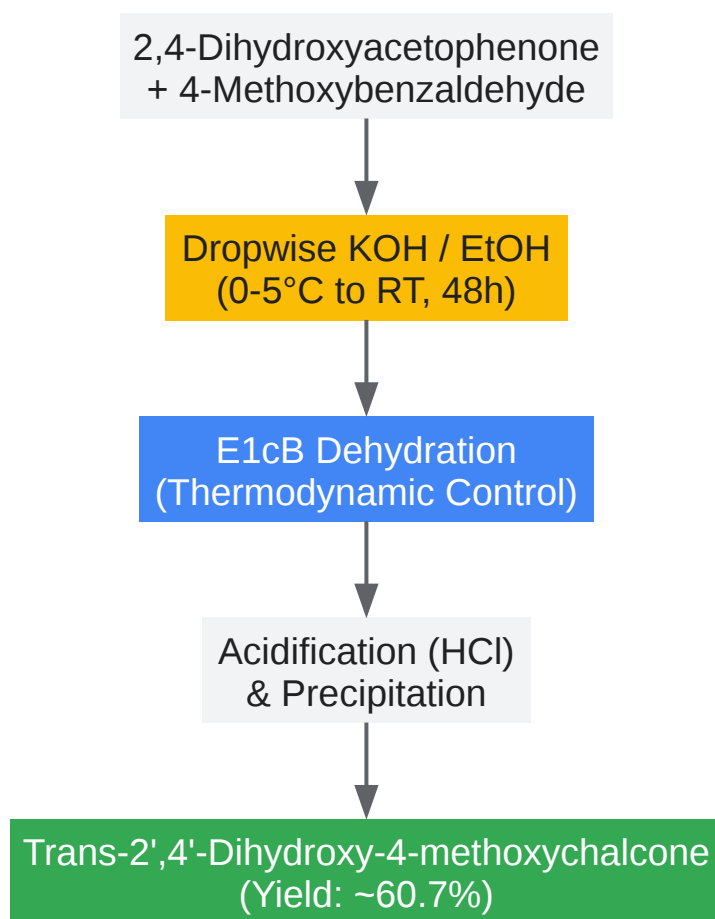 2,4-Dihydroxyacetophenone
+ 4-Methoxybenzaldehyde
Dropwise KOH / EtOH
(0-5°C to RT, 48h)
E1cB Dehydration
(Thermodynamic Control)
Acidification (HCl)
& Precipitation
Trans-2',4'-Dihydroxy-4-methoxychalcone
(Yield: ~60.7%)